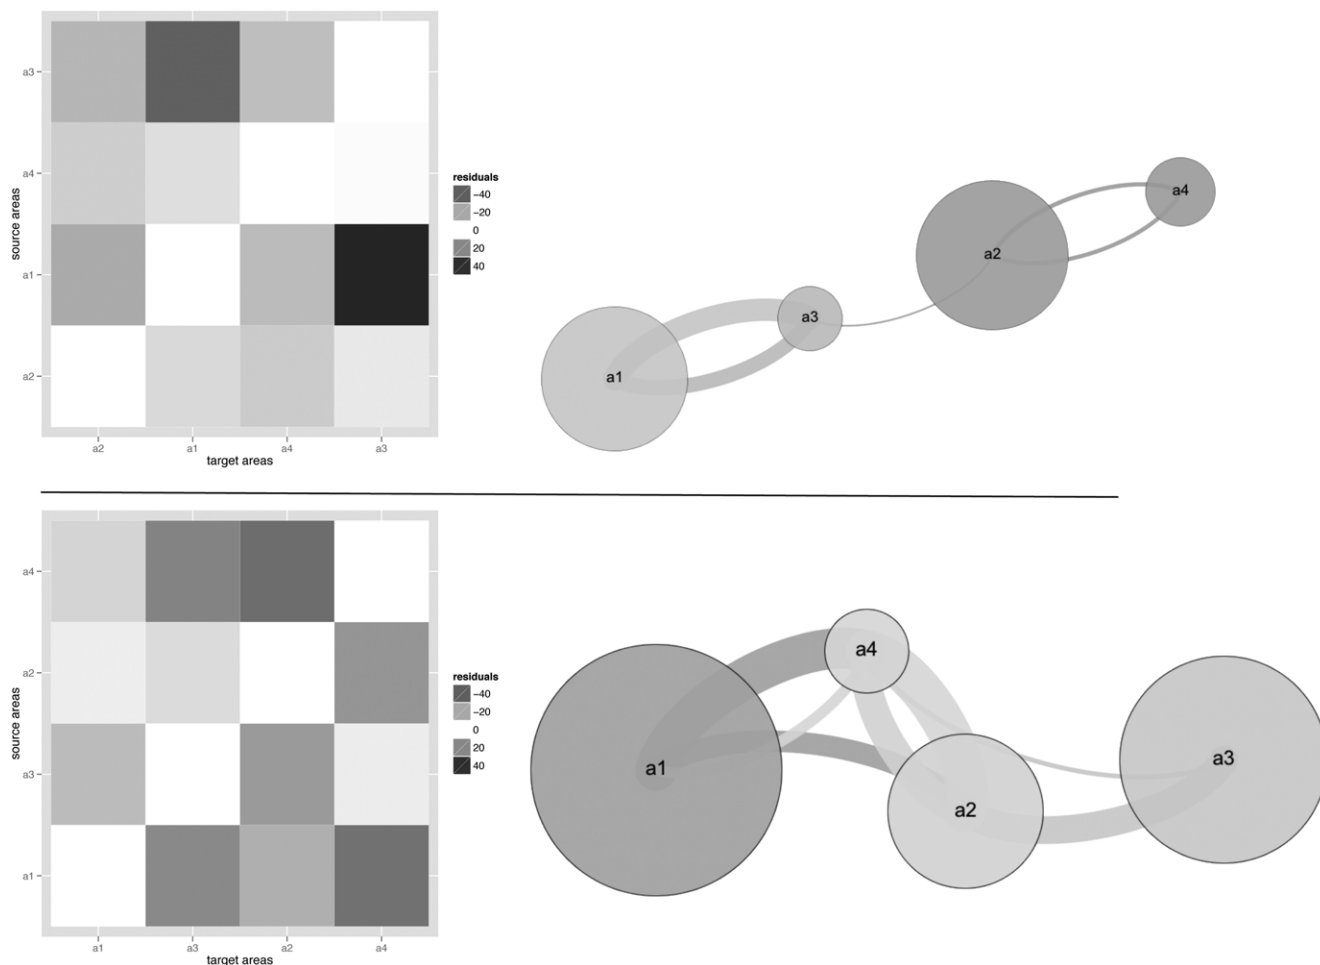 a3
a4
a1
a2
source areas
a2
a1
a4
a3
target areas
residuals
−40
−20
0
20
40
a1
a3
a2
a4
a4
a2
a3
a1
source areas
a1
a3
a2
a4
target areas
residuals
−40
−20
0
20
40
a1
a4
a2
a3